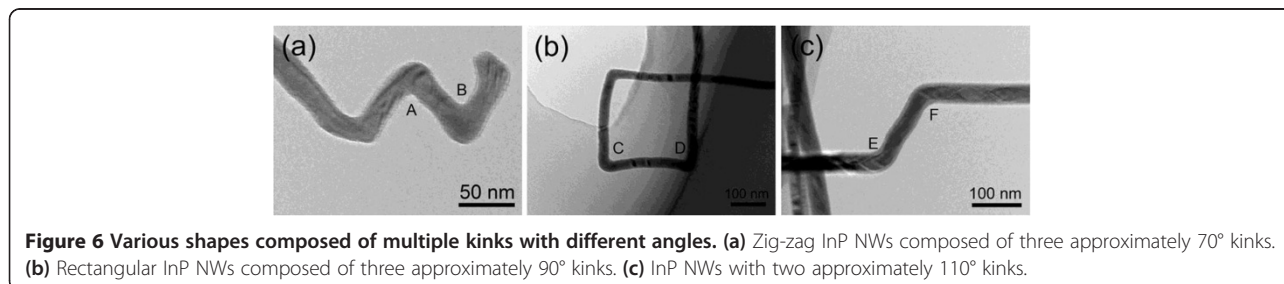 (a)
A
B
50 nm
(b)
C
D
100 nm
(c)
E
F
100 nm
Figure 6 Various shapes composed of multiple kinks with different angles. (a) Zig-zag InP NWs composed of three approximately 70° kinks.
(b) Rectangular InP NWs composed of three approximately 90° kinks. (c) InP NWs with two approximately 110° kinks.